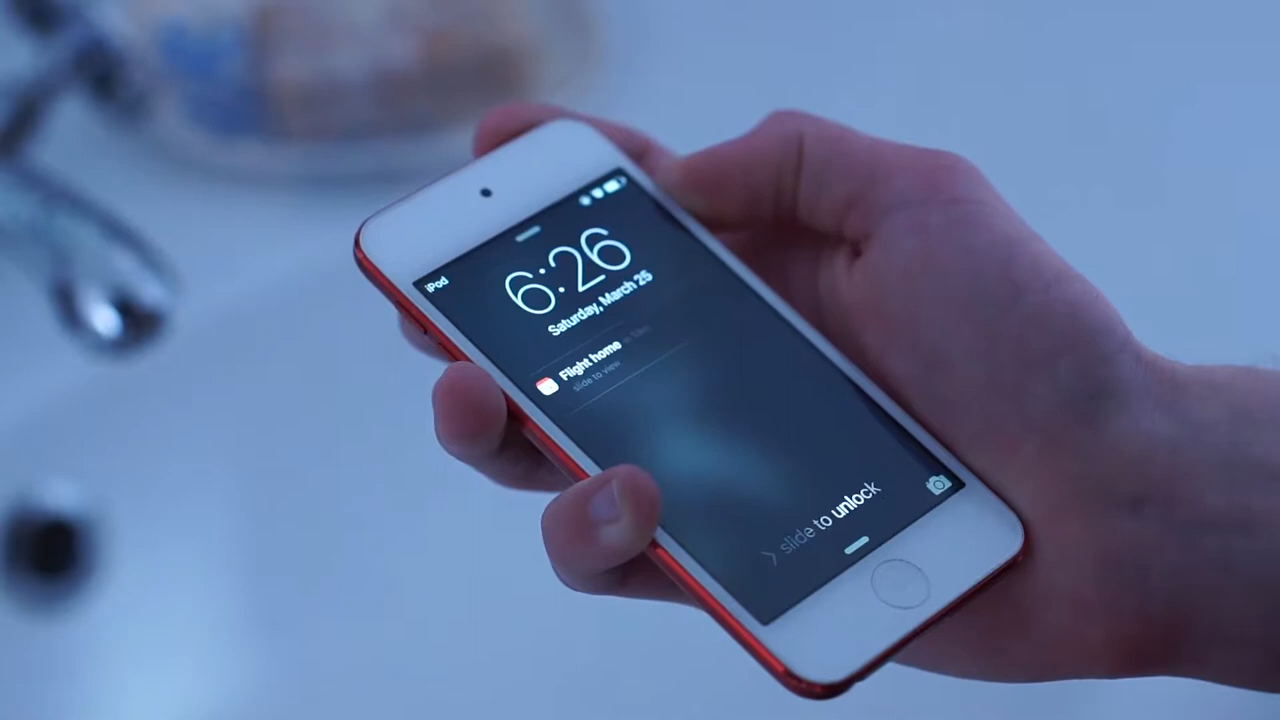 iPod
6:26
Saturday, March 25
Flight home
slide to view
> slide to unlock